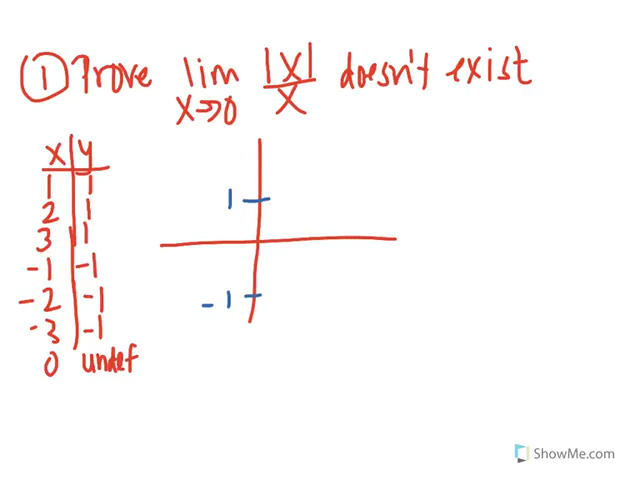 ① Prove lim x→0 |x|/x doesn't exist
x y
1 1
2 1
3 1
-1 -1
-2 -1
-3 -1
0 undef
1
-1
ShowMe.com